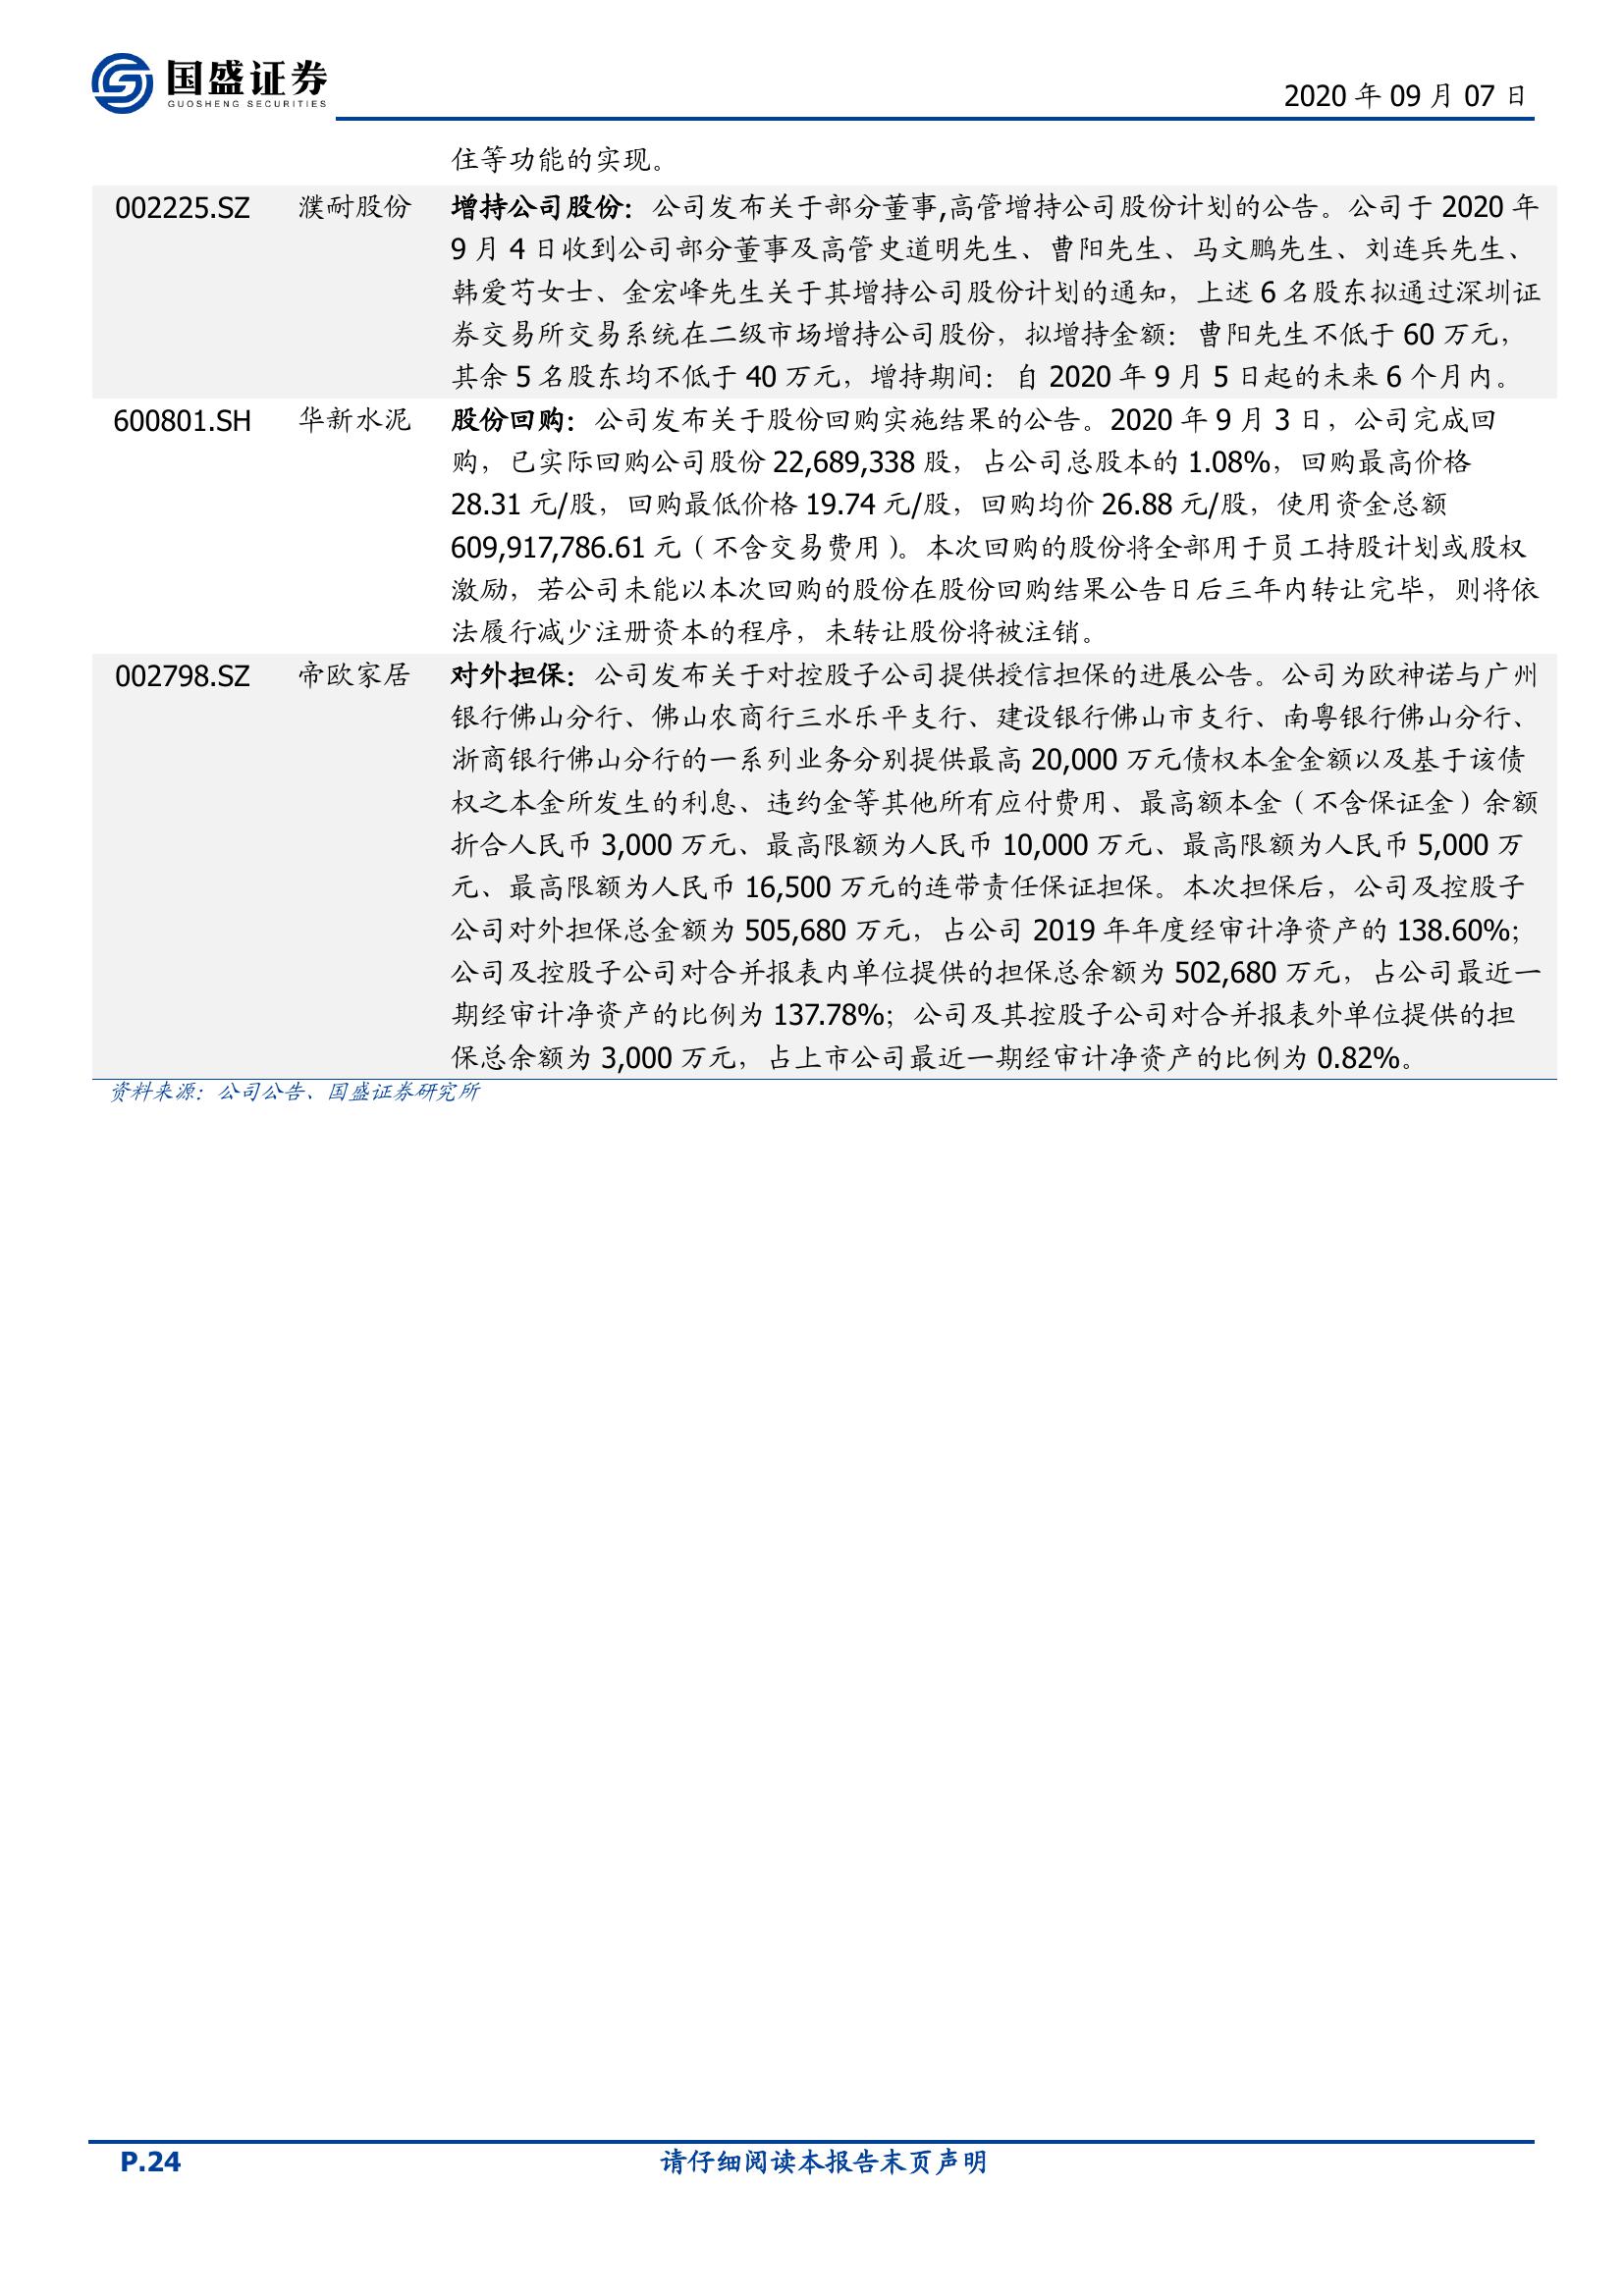 国盛证券
GUOSHENG SECURITIES
2020 年 09 月 07 日
住等功能的实现。
002225.SZ 濮耐股份 增持公司股份：公司发布关于部分董事,高管增持公司股份计划的公告。公司于 2020 年
9 月 4 日收到公司部分董事及高管史道明先生、曹阳先生、马文鹏先生、刘连兵先生、
韩爱芍女士、金宏峰先生关于其增持公司股份计划的通知，上述 6 名股东拟通过深圳证
券交易所交易系统在二级市场增持公司股份，拟增持金额：曹阳先生不低于 60 万元，
其余 5 名股东均不低于 40 万元，增持期间：自 2020 年 9 月 5 日起的未来 6 个月内。
600801.SH 华新水泥 股份回购：公司发布关于股份回购实施结果的公告。2020 年 9 月 3 日，公司完成回
购，已实际回购公司股份 22,689,338 股，占公司总股本的 1.08%，回购最高价格
28.31 元/股，回购最低价格 19.74 元/股，回购均价 26.88 元/股，使用资金总额
609,917,786.61 元（不含交易费用）。本次回购的股份将全部用于员工持股计划或股权
激励，若公司未能以本次回购的股份在股份回购结果公告日后三年内转让完毕，则将依
法履行减少注册资本的程序，未转让股份将被注销。
002798.SZ 帝欧家居 对外担保：公司发布关于对控股子公司提供授信担保的进展公告。公司为欧神诺与广州
银行佛山分行、佛山农商行三水乐平支行、建设银行佛山市支行、南粤银行佛山分行、
浙商银行佛山分行的一系列业务分别提供最高 20,000 万元债权本金金额以及基于该债
权之本金所发生的利息、违约金等其他所有应付费用、最高额本金（不含保证金）余额
折合人民币 3,000 万元、最高限额为人民币 10,000 万元、最高限额为人民币 5,000 万
元、最高限额为人民币 16,500 万元的连带责任保证担保。本次担保后，公司及控股子
公司对外担保总金额为 505,680 万元，占公司 2019 年年度经审计净资产的 138.60%；
公司及控股子公司对合并报表内单位提供的担保总余额为 502,680 万元，占公司最近一
期经审计净资产的比例为 137.78%；公司及其控股子公司对合并报表外单位提供的担
保总余额为 3,000 万元，占上市公司最近一期经审计净资产的比例为 0.82%。
资料来源：公司公告、国盛证券研究所
P.24 请仔细阅读本报告末页声明